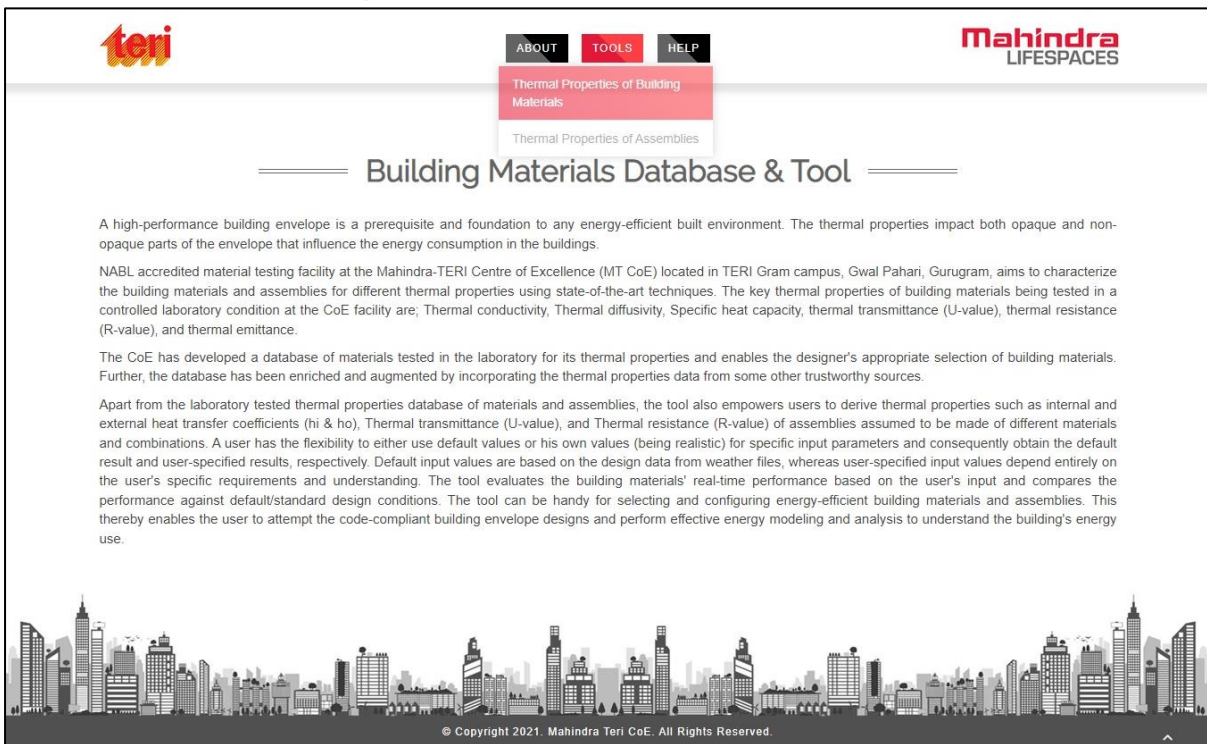 teri
ABOUT TOOLS HELP
Mahindra
LIFESPACES
Thermal Properties of Building
Materials
Thermal Properties of Assemblies
Building Materials Database & Tool
A high-performance building envelope is a prerequisite and foundation to any energy-efficient built environment. The thermal properties impact both opaque and non-
opaque parts of the envelope that influence the energy consumption in the buildings.
NABL accredited material testing facility at the Mahindra-TERI Centre of Excellence (MT CoE) located in TERI Gram campus, Gwal Pahari, Gurugram, aims to characterize
the building materials and assemblies for different thermal properties using state-of-the-art techniques. The key thermal properties of building materials being tested in a
controlled laboratory condition at the CoE facility are; Thermal conductivity, Thermal diffusivity, Specific heat capacity, thermal transmittance (U-value), thermal resistance
(R-value), and thermal emittance.
The CoE has developed a database of materials tested in the laboratory for its thermal properties and enables the designer's appropriate selection of building materials.
Further, the database has been enriched and augmented by incorporating the thermal properties data from some other trustworthy sources.
Apart from the laboratory tested thermal properties database of materials and assemblies, the tool also empowers users to derive thermal properties such as internal and
external heat transfer coefficients (hi & ho), Thermal transmittance (U-value), and Thermal resistance (R-value) of assemblies assumed to be made of different materials
and combinations. A user has the flexibility to either use default values or his own values (being realistic) for specific input parameters and consequently obtain the default
result and user-specified results, respectively. Default input values are based on the design data from weather files, whereas user-specified input values depend entirely on
the user's specific requirements and understanding. The tool evaluates the building materials' real-time performance based on the user's input and compares the
performance against default/standard design conditions. The tool can be handy for selecting and configuring energy-efficient building materials and assemblies. This
thereby enables the user to attempt the code-compliant building envelope designs and perform effective energy modeling and analysis to understand the building's energy
use.
© Copyright 2021. Mahindra Teri CoE. All Rights Reserved.